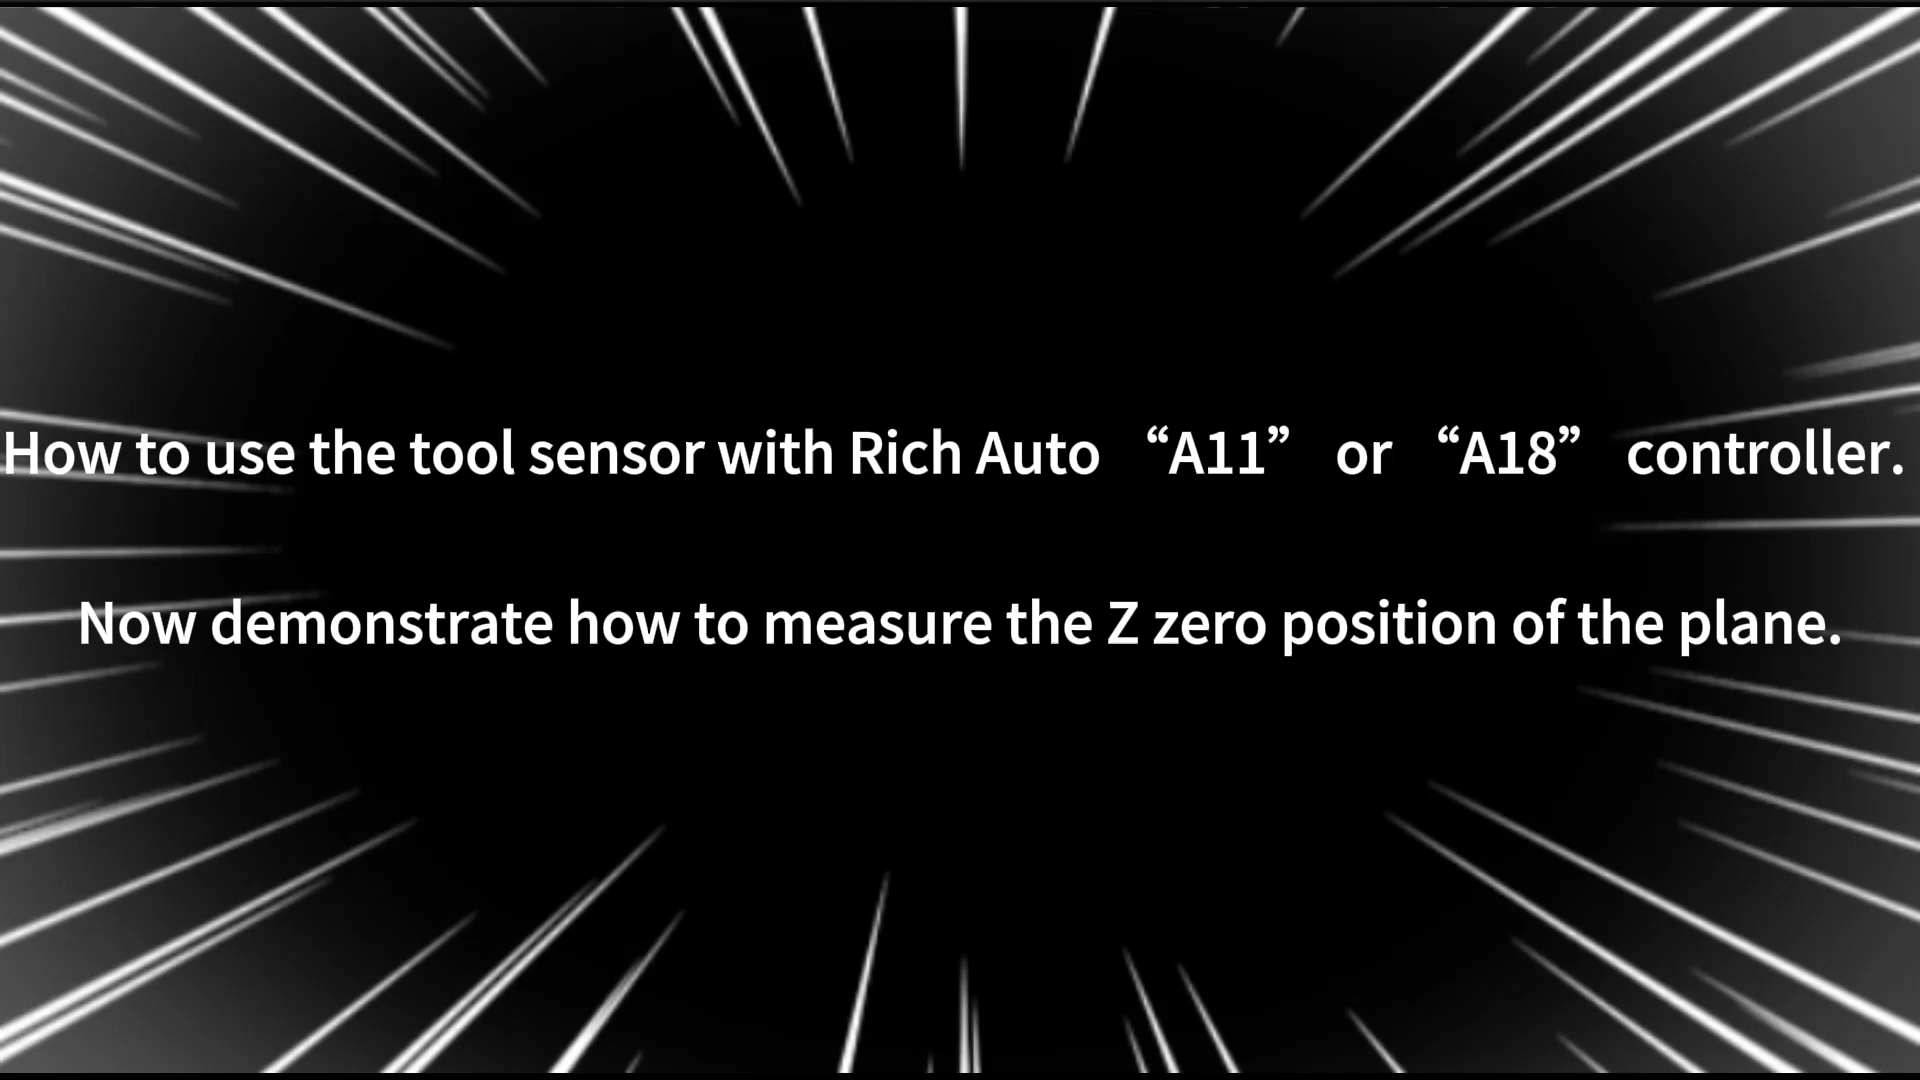 How to use the tool sensor with Rich Auto “A11” or “A18” controller.
Now demonstrate how to measure the Z zero position of the plane.